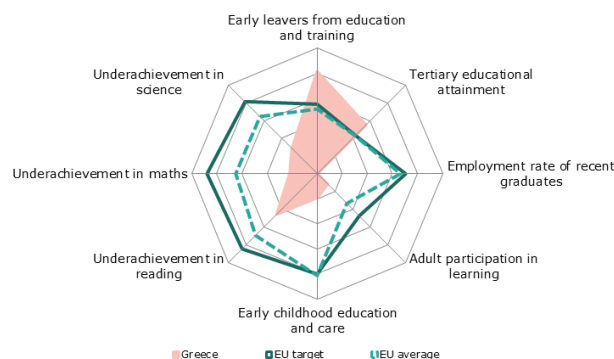 Early leavers from education
and training
Underachievement in
science
Tertiary educational
attainment
Underachievement in maths
Employment rate of recent
graduates
Underachievement in
reading
Adult participation in
learning
Early childhood education
and care
Greece
EU target
EU average